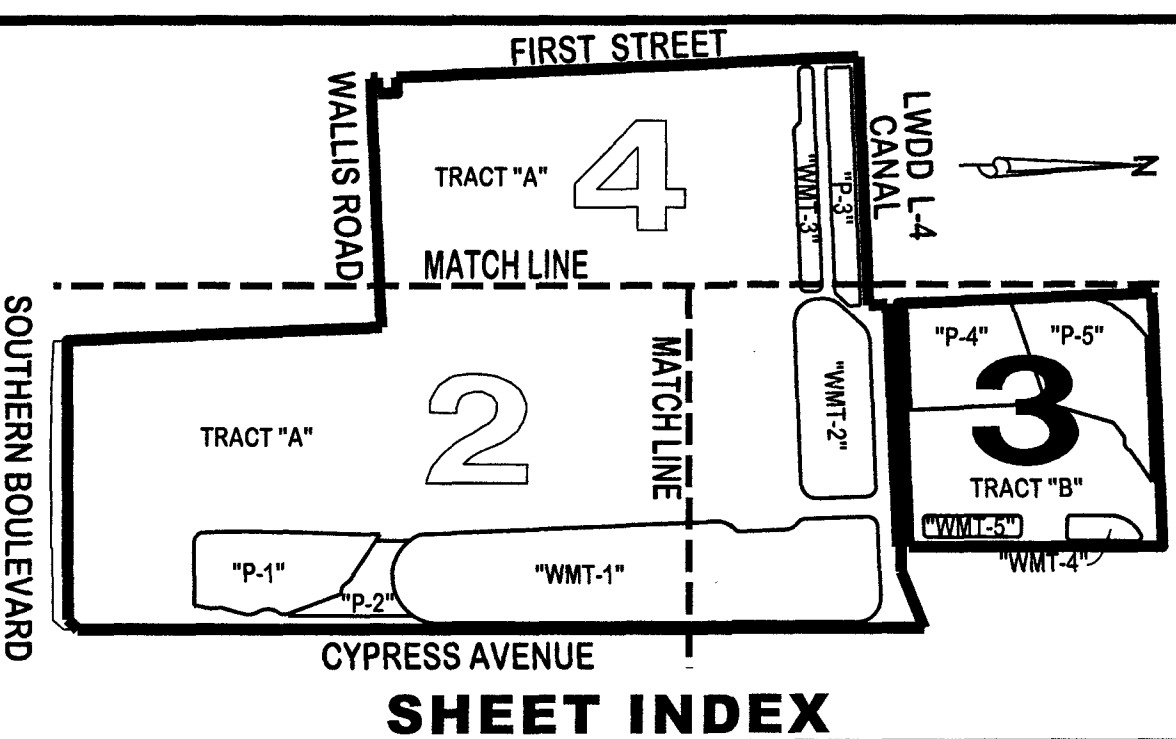 FIRST STREET
WALLIS ROAD
LWDD L-4
CANAL
N
TRACT "A"
4
"WMT-3"
"P-3"
MATCH LINE
SOUTHERN BOULEVARD
MATCH LINE
"P-4"
"P-5"
3
2
TRACT "A"
"WMT-2"
TRACT "B"
"WMT-5"
"WMT-4"
"P-1"
"P-2"
"WMT-1"
CYPRESS AVENUE
SHEET INDEX